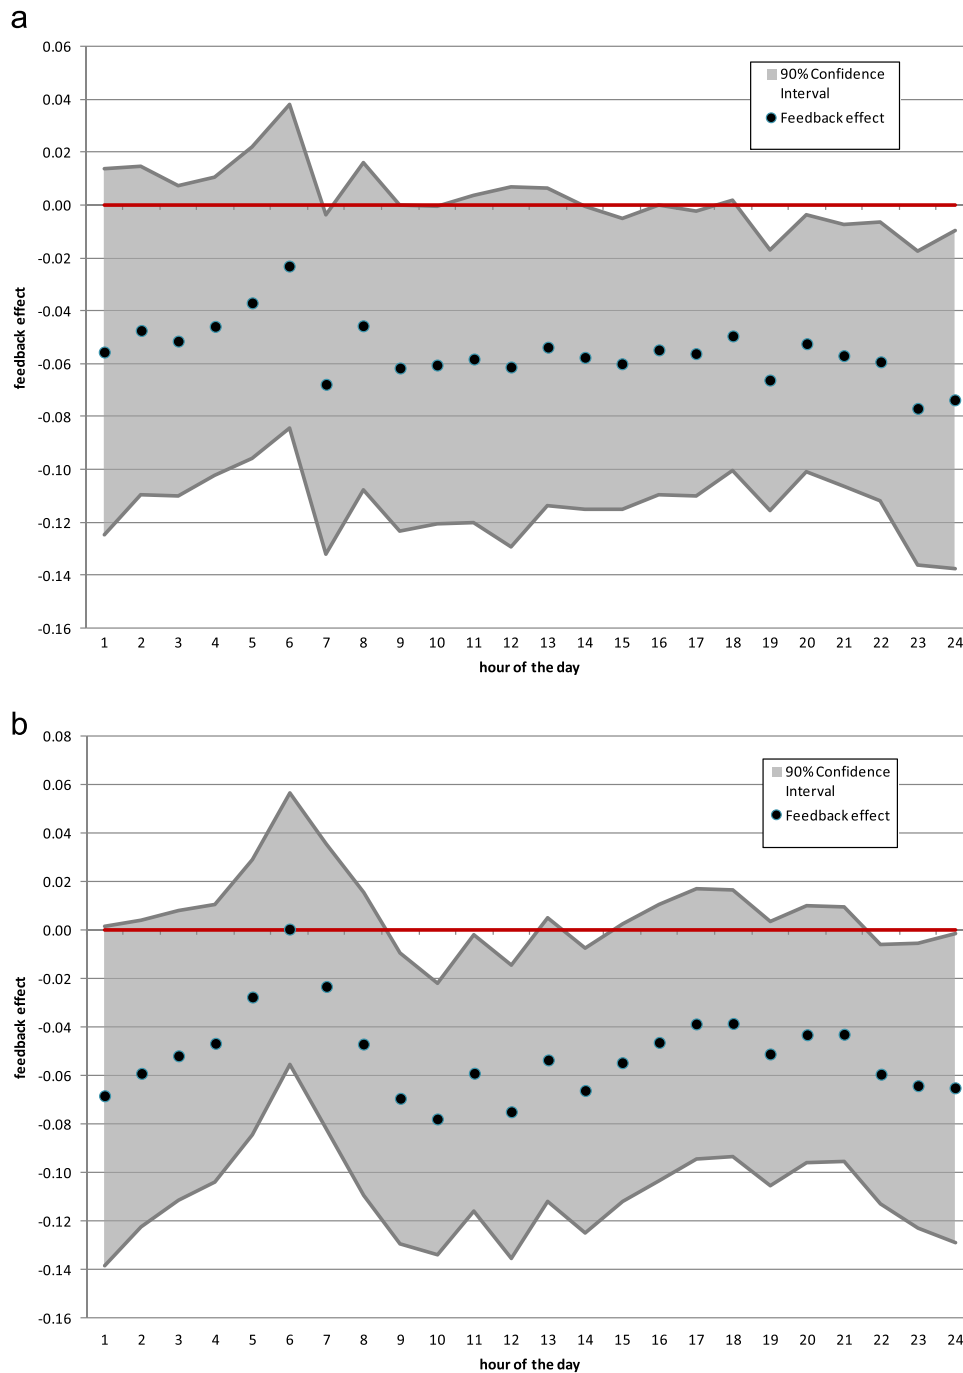 a
0.06
0.04
0.02
0.00
-0.02
-0.04
-0.06
-0.08
-0.10
-0.12
-0.14
-0.16
feedback effect
90% Confidence
Interval
Feedback effect
1 2 3 4 5 6 7 8 9 10 11 12 13 14 15 16 17 18 19 20 21 22 23 24
hour of the day
b
0.08
0.06
0.04
0.02
0.00
-0.02
-0.04
-0.06
-0.08
-0.10
-0.12
-0.14
-0.16
feedback effect
90% Confidence
Interval
Feedback effect
1 2 3 4 5 6 7 8 9 10 11 12 13 14 15 16 17 18 19 20 21 22 23 24
hour of the day